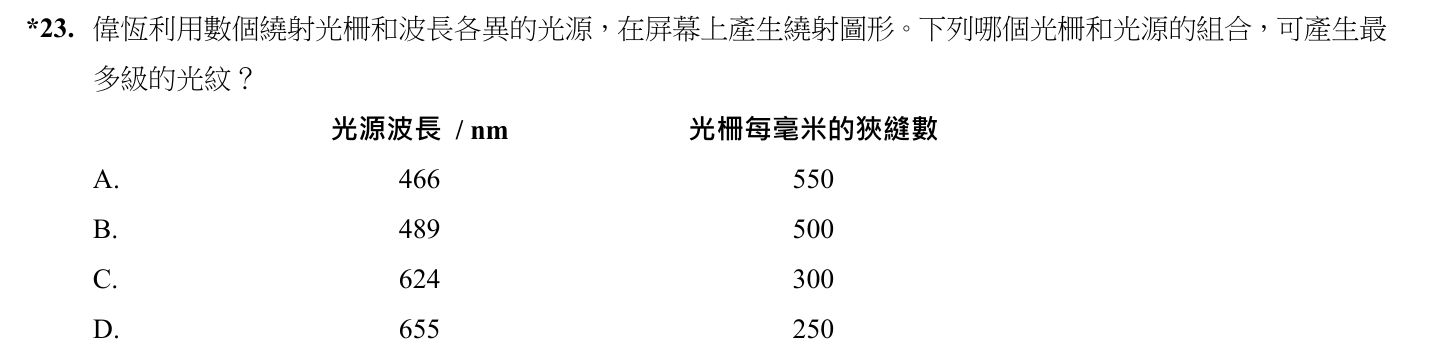 *23. 偉恆利用數個繞射光柵和波長各異的光源，在屏幕上產生繞射圖形。下列哪個光柵和光源的組合，可產生最
多級的光紋？
光源波長 / nm 光柵每毫米的狹縫數
A. 466 550
B. 489 500
C. 624 300
D. 655 250